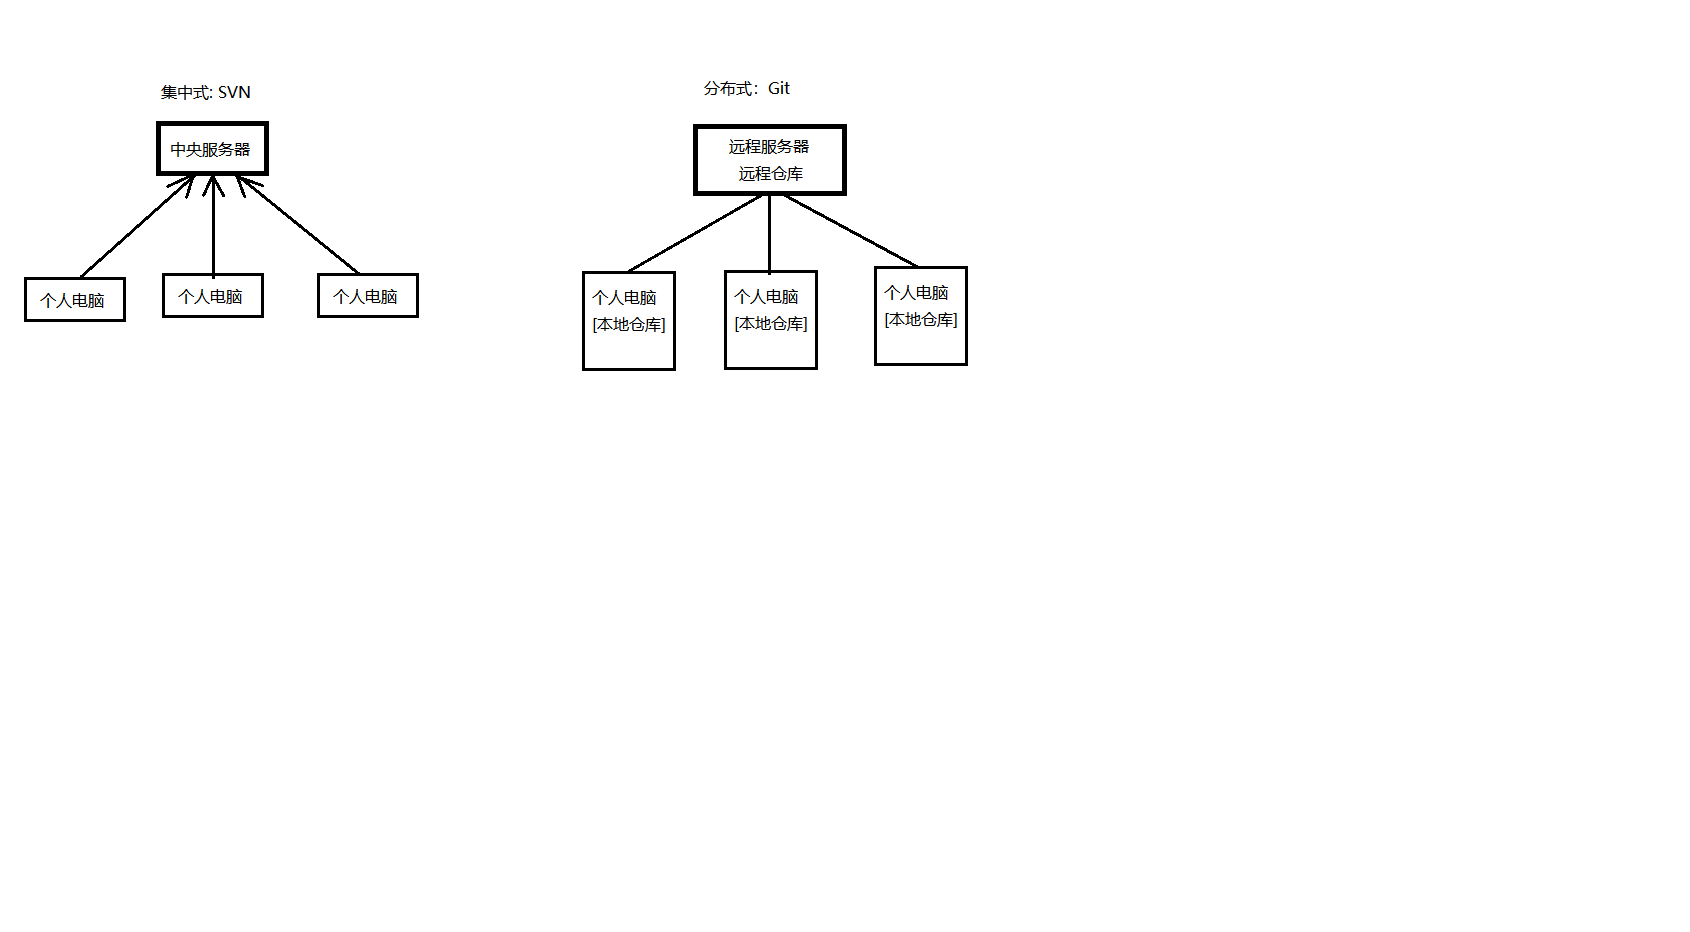 集中式: SVN
中央服务器
个人电脑
个人电脑
个人电脑
分布式：Git
远程服务器
远程仓库
个人电脑
[本地仓库]
个人电脑
[本地仓库]
个人电脑
[本地仓库]